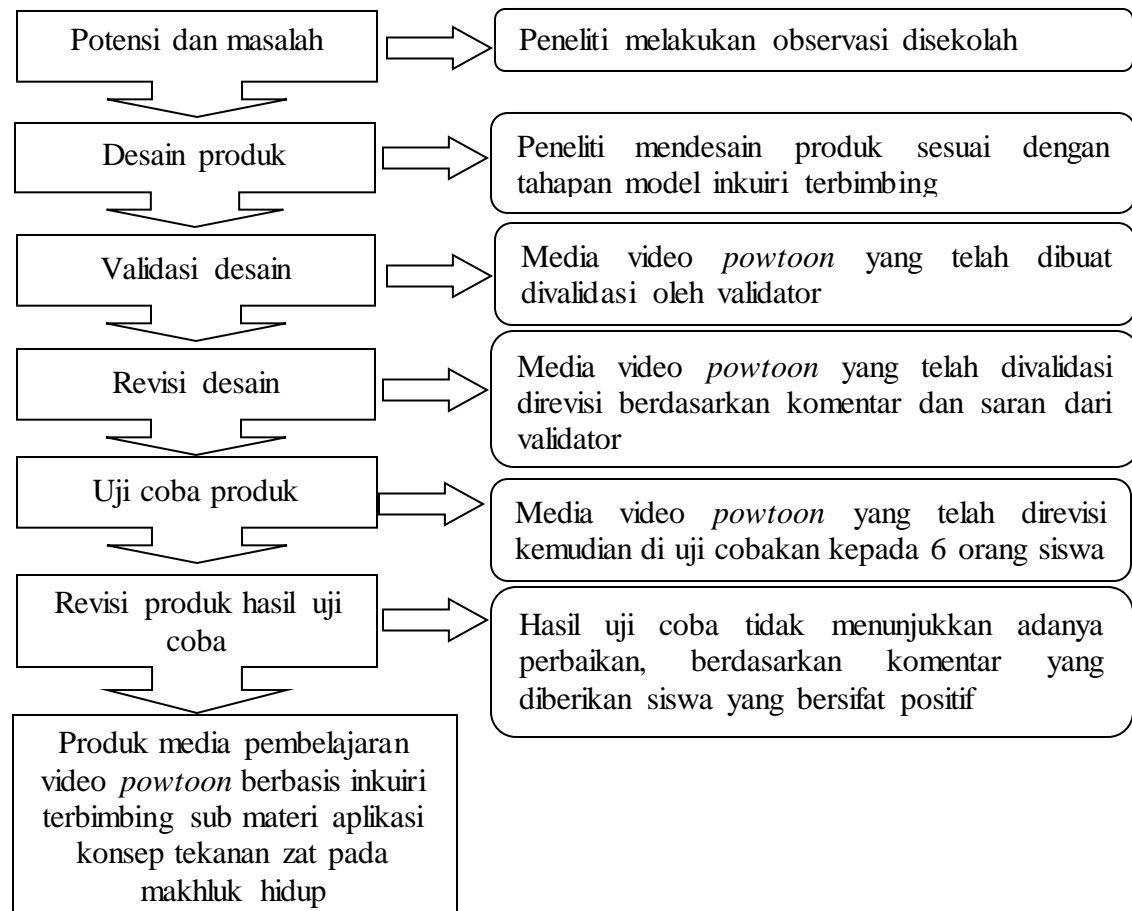 Potensi dan masalah
Peneliti melakukan observasi disekolah
Desain produk
Peneliti mendesain produk sesuai dengan
tahapan model inkuiri terbimbing
Validasi desain
Media video powtoon yang telah dibuat
divalidasi oleh validator
Revisi desain
Media video powtoon yang telah divalidasi
direvisi berdasarkan komentar dan saran dari
validator
Uji coba produk
Media video powtoon yang telah direvisi
kemudian di uji cobakan kepada 6 orang siswa
Revisi produk hasil uji
coba
Hasil uji coba tidak menunjukkan adanya
perbaikan, berdasarkan komentar yang
diberikan siswa yang bersifat positif
Produk media pembelajaran
video powtoon berbasis inkuiri
terbimbing sub materi aplikasi
konsep tekanan zat pada
makhluk hidup